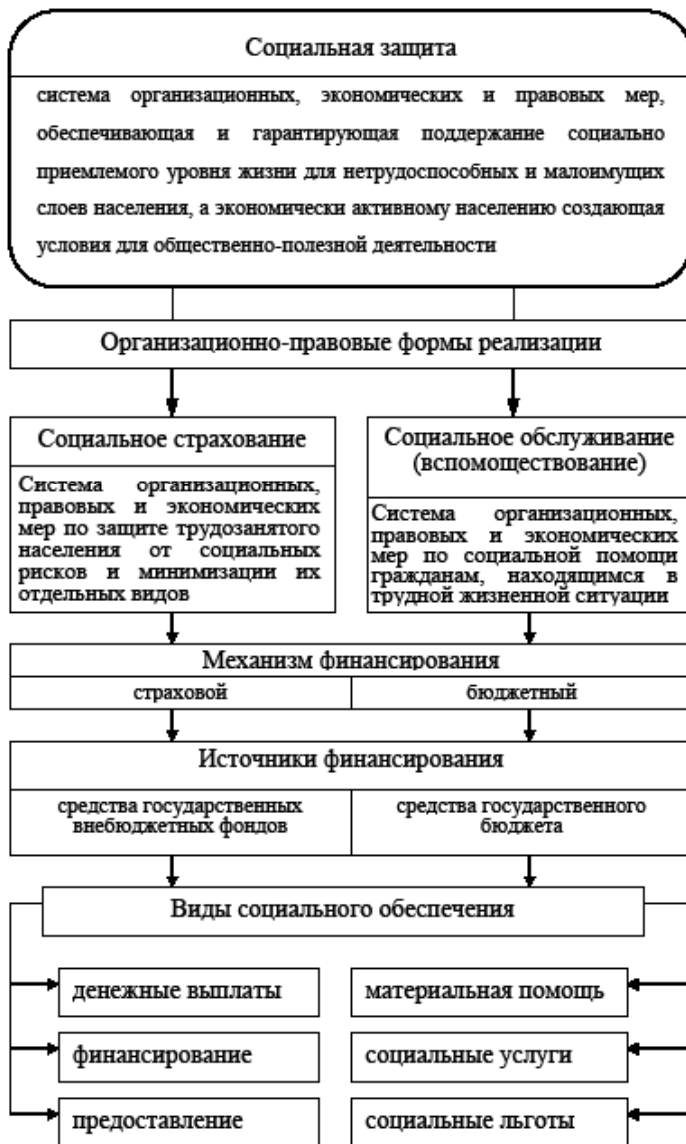 Социальная защита
система организационных, экономических и правовых мер,
обеспечивающая и гарантирующая поддержание социально
приемлемого уровня жизни для нетрудоспособных и малоимущих
слоев населения, а экономически активному населению создающая
условия для общественно-полезной деятельности
Организационно-правовые формы реализации
Социальное страхование
Система организационных,
правовых и экономических
мер по защите трудозанятого
населения от социальных
рисков и минимизации их
отдельных видов
Социальное обслуживание
(вспомоществование)
Система организационных,
правовых и экономических
мер по социальной помощи
гражданам, находящимся в
трудной жизненной ситуации
Механизм финансирования
страховой
бюджетный
Источники финансирования
средства государственных
внебюджетных фондов
средства государственного
бюджета
Виды социального обеспечения
денежные выплаты
материальная помощь
финансирование
социальные услуги
предоставление
социальные льготы